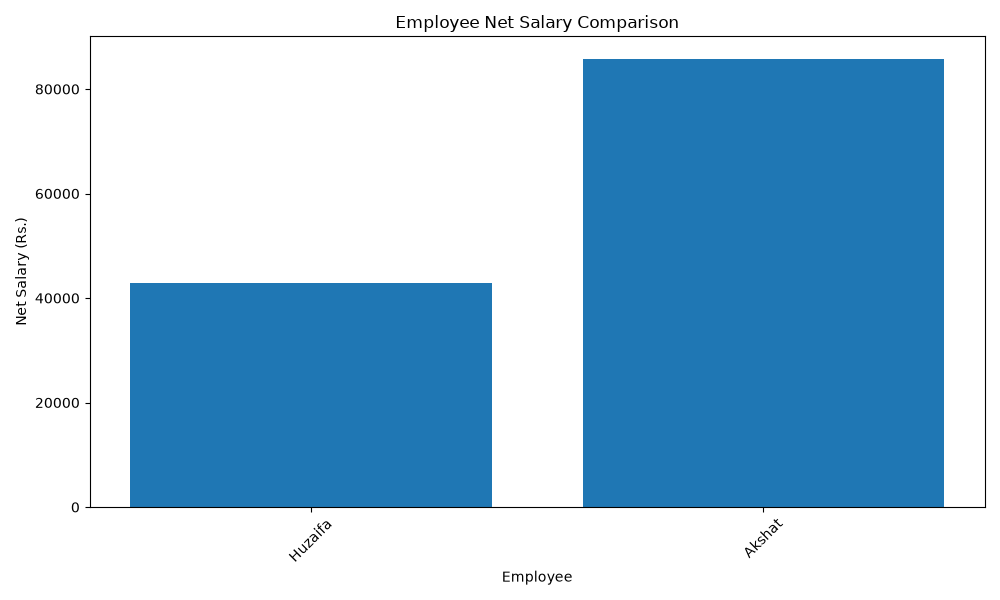 Employee Net Salary Comparison
Net Salary (Rs.)
80000
60000
40000
20000
0
Huzaifa
Akshat
Employee